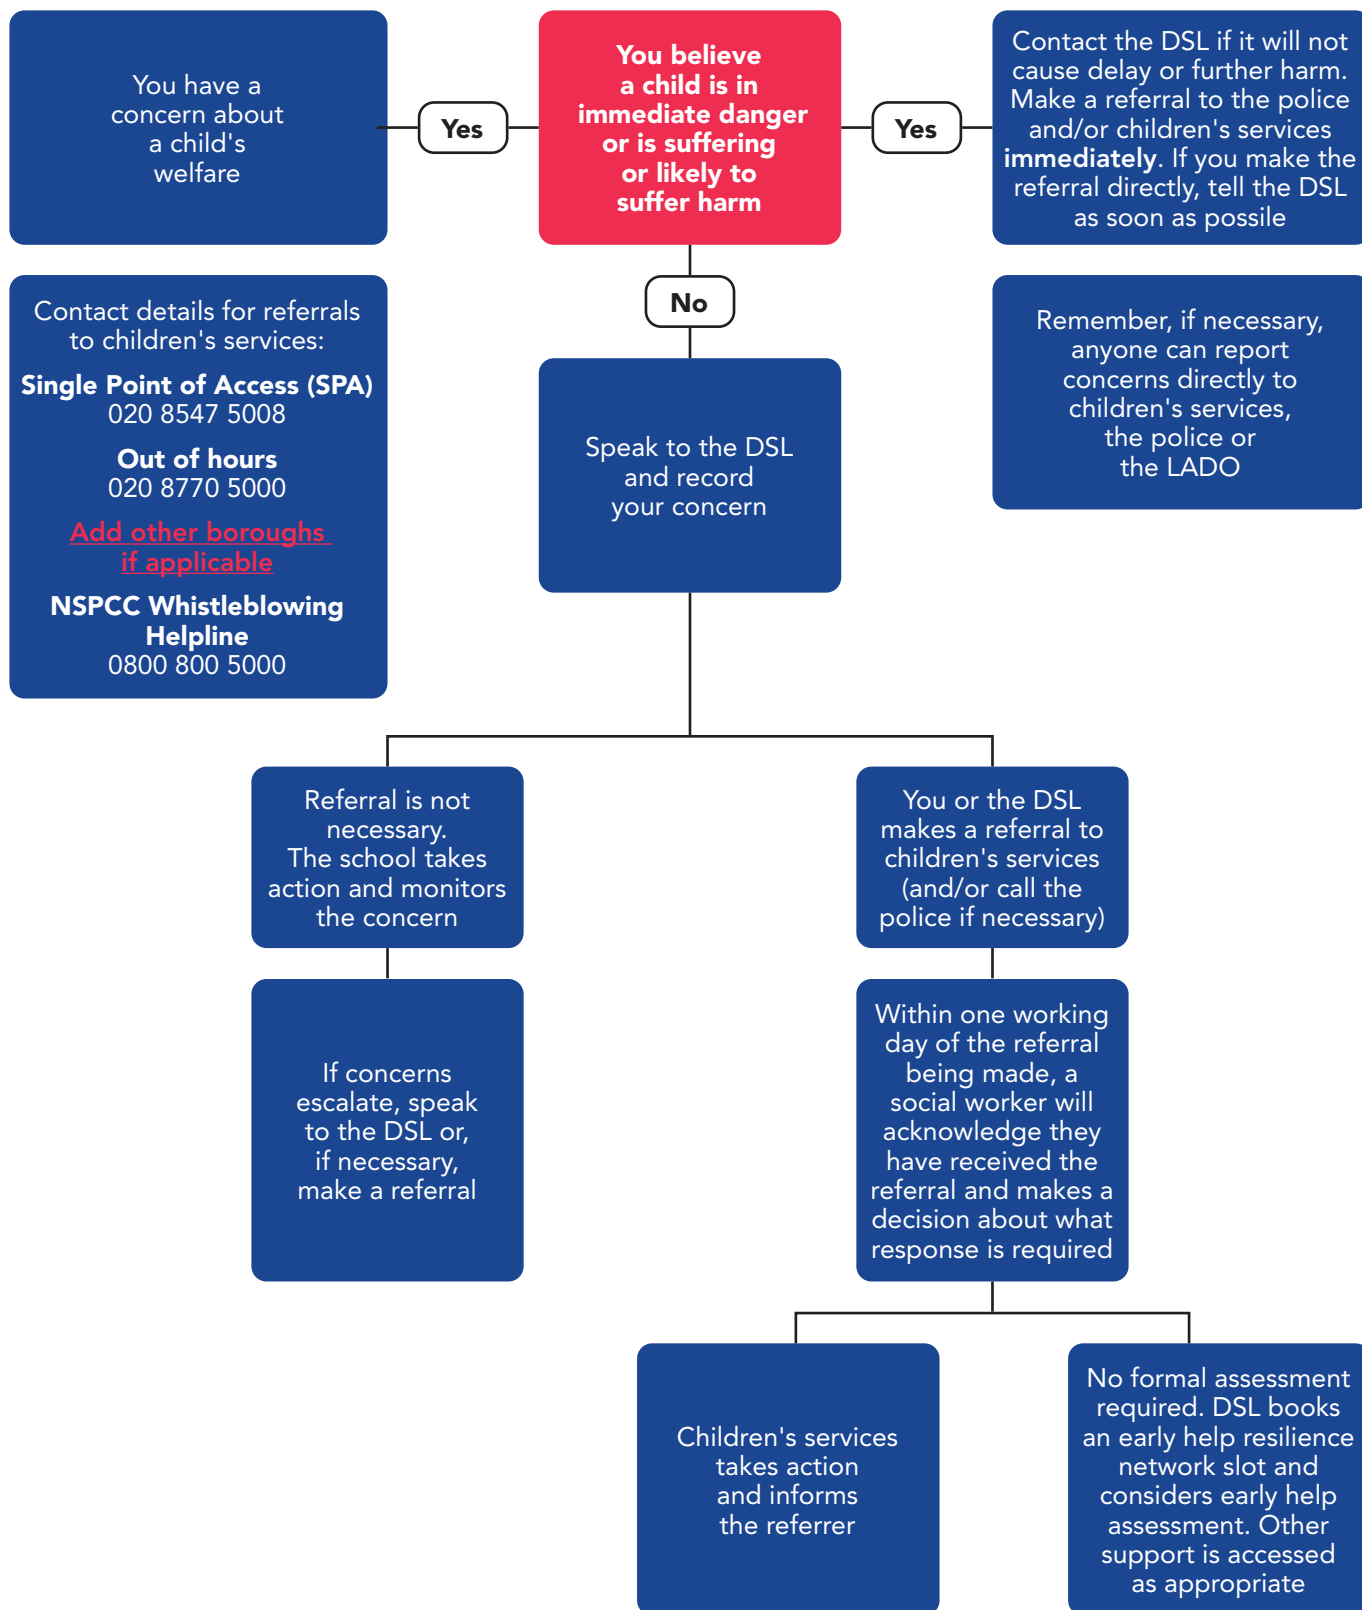 You have a
concern about
a child's
welfare
Yes
You believe
a child is in
immediate danger
or is suffering
or likely to
suffer harm
Yes
Contact the DSL if it will not
cause delay or further harm.
Make a referral to the police
and/or children's services
immediately. If you make the
referral directly, tell the DSL
as soon as possile
No
Contact details for referrals
to children's services:
Single Point of Access (SPA)
020 8547 5008
Out of hours
020 8770 5000
Add other boroughs
if applicable
NSPCC Whistleblowing
Helpline
0800 800 5000
Speak to the DSL
and record
your concern
Remember, if necessary,
anyone can report
concerns directly to
children's services,
the police or
the LADO
Referral is not
necessary.
The school takes
action and monitors
the concern
You or the DSL
makes a referral to
children's services
(and/or call the
police if necessary)
If concerns
escalate, speak
to the DSL or,
if necessary,
make a referral
Within one working
day of the referral
being made, a
social worker will
acknowledge they
have received the
referral and makes a
decision about what
response is required
Children's services
takes action
and informs
the referrer
No formal assessment
required. DSL books
an early help resilience
network slot and
considers early help
assessment. Other
support is accessed
as appropriate